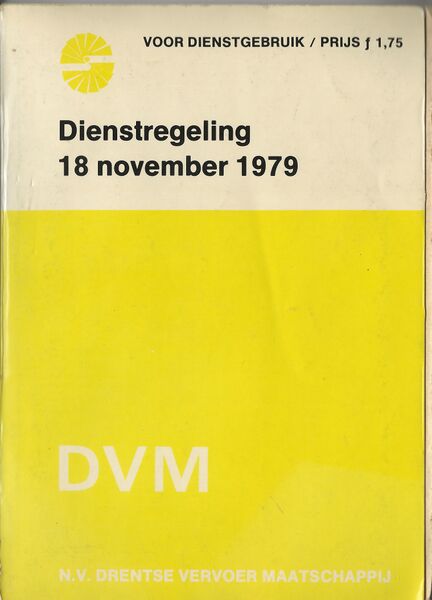 VOOR DIENSTGEBRUIK / PRIJS ƒ 1,75
Dienstregeling
18 november 1979
DVM
N.V. DRENTSE VERVOER MAATSCHAPPIJ